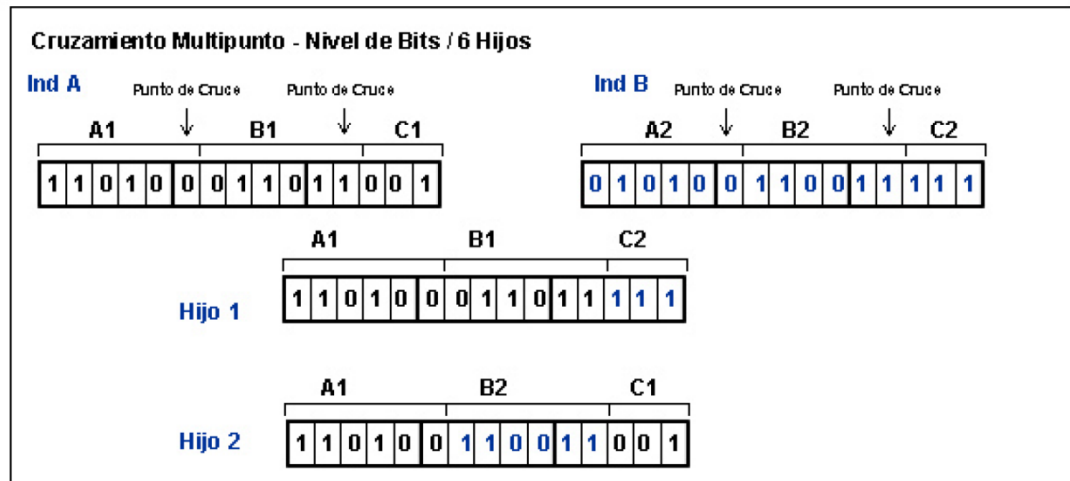 Cruzamiento Multipunto - Nivel de Bits / 6 Hijos
Ind A Punto de Cruce Punto de Cruce Ind B Punto de Cruce Punto de Cruce
A1 B1 C1 A2 B2 C2
1 1 0 1 0 0 0 1 1 0 1 1 0 0 1 0 1 0 1 0 0 1 1 0 0 1 1 1 1 1
A1 B1 C2
Hijo 1 1 1 0 1 0 0 0 1 1 0 1 1 1 1 1
A1 B2 C1
Hijo 2 1 1 0 1 0 0 1 1 0 0 1 1 0 0 1